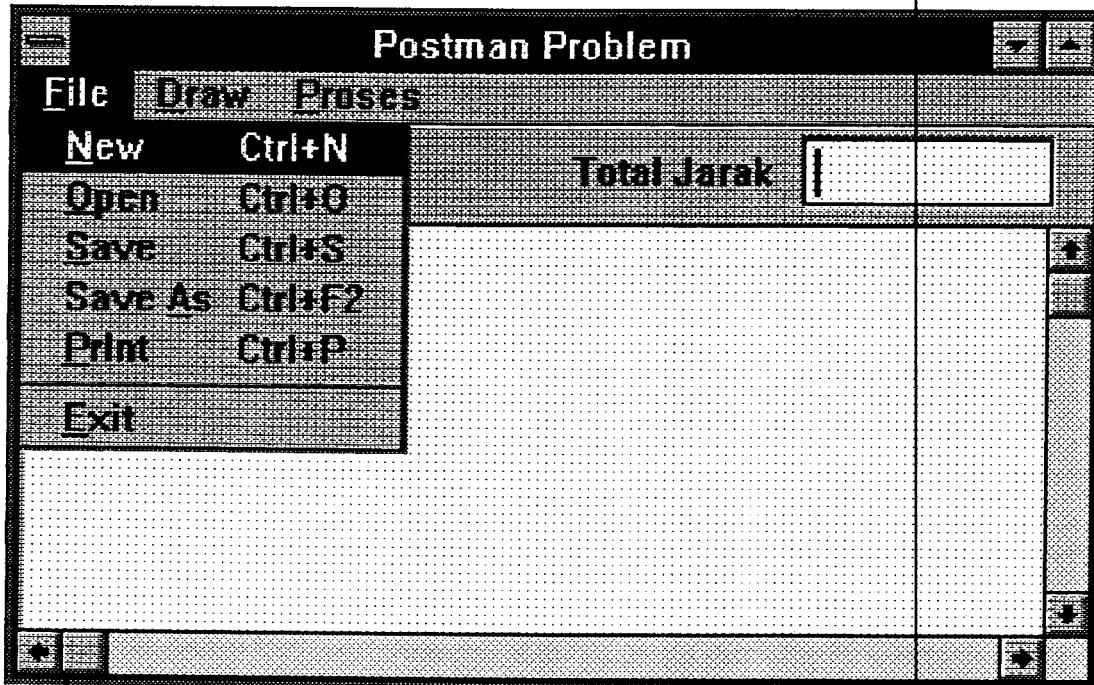 Postman Problem
File Draw Proses
New Ctrl+N
Total Jarak
Open Ctrl+O
Save Ctrl+S
Save As Ctrl+F2
Print Ctrl+P
Exit